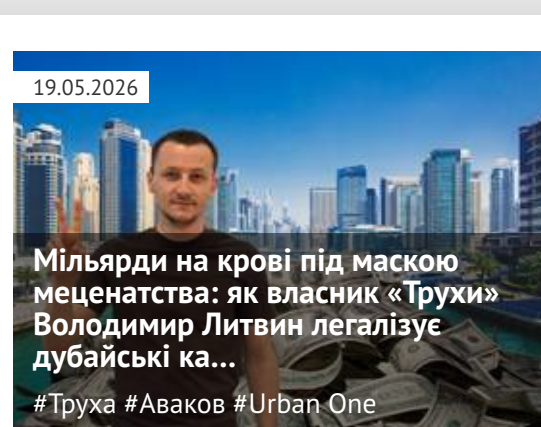 19.05.2026
Мільярди на крові під маскою
меценатства: як власник «Трухи»
Володимир Литвин легалізує
дубайські ка...
#Труха #Аваков #Urban One